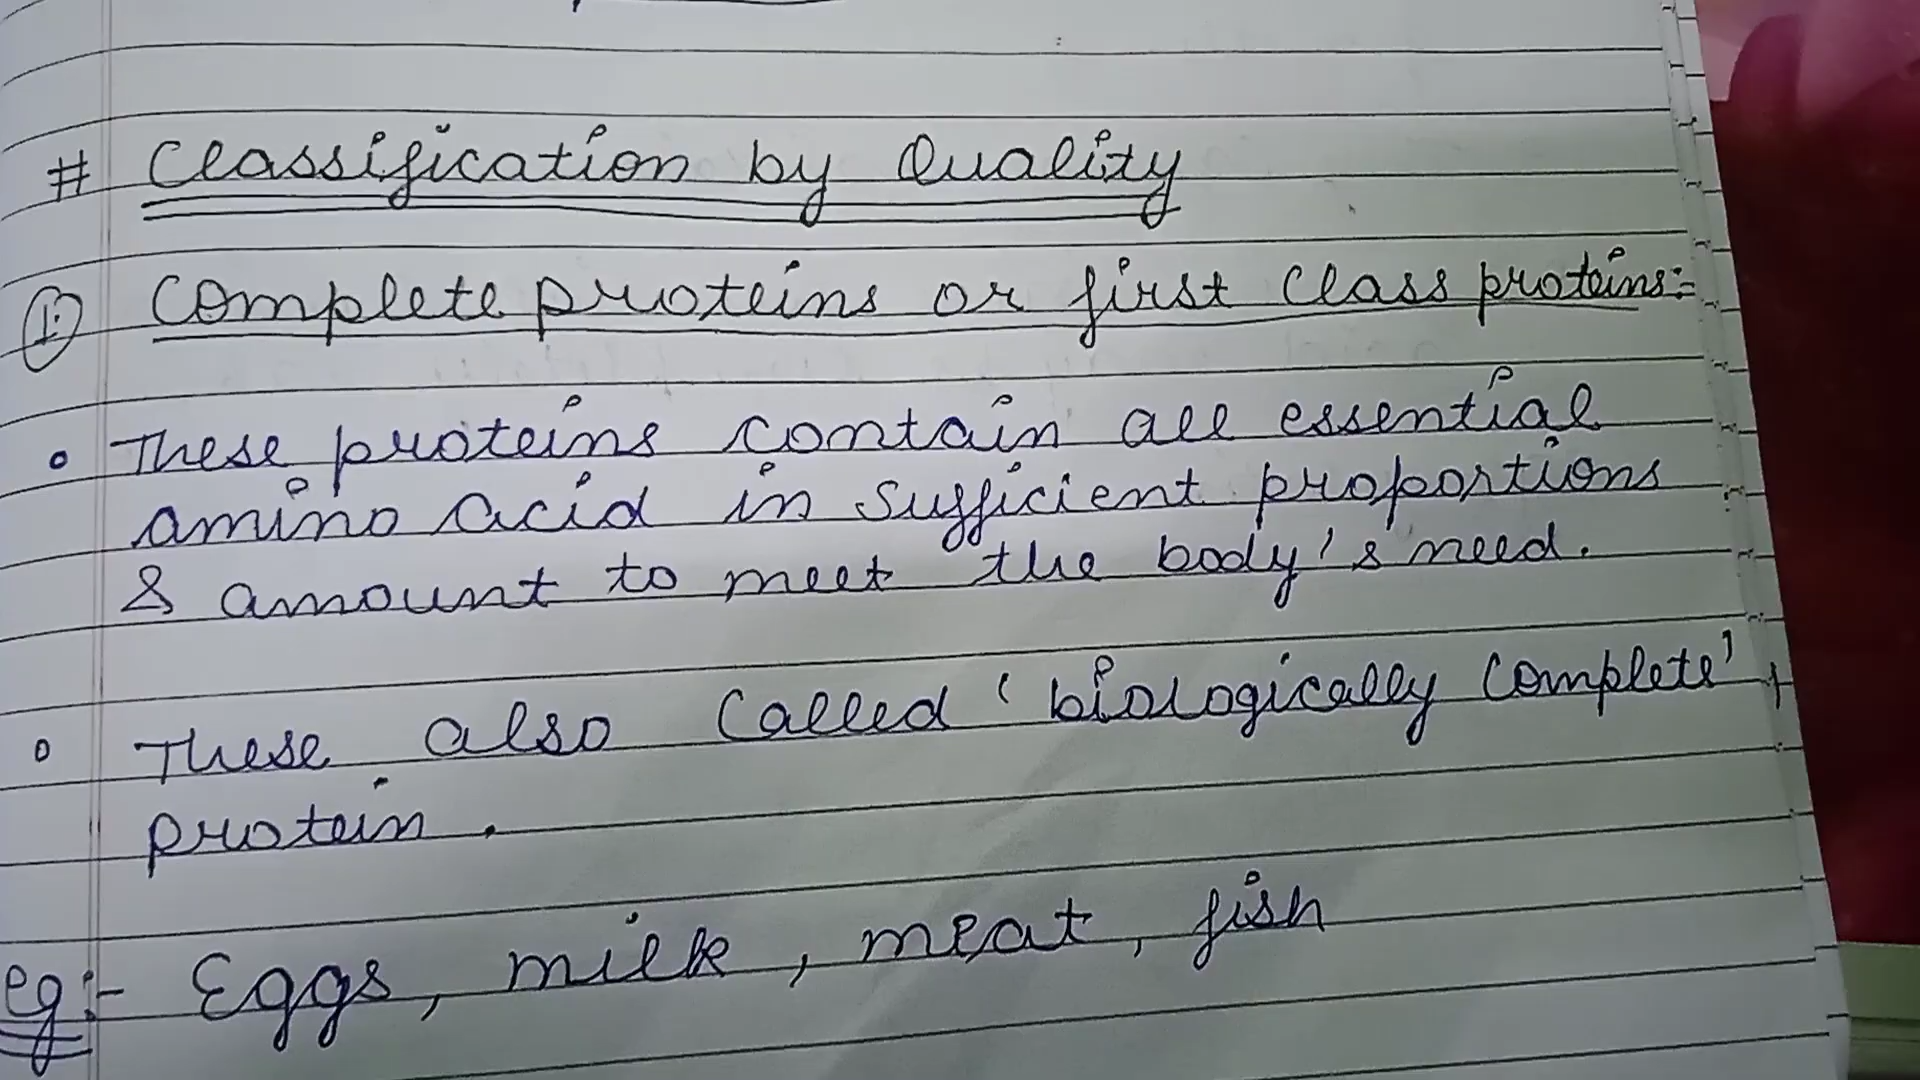 # Classification by Quality
1. Complete proteins or first class proteins:-
• These proteins contain all essential
amino acid in sufficient proportions
& amount to meet the body's need.
• These also called 'biologically complete'
protein.
eg:- Eggs, milk, meat, fish